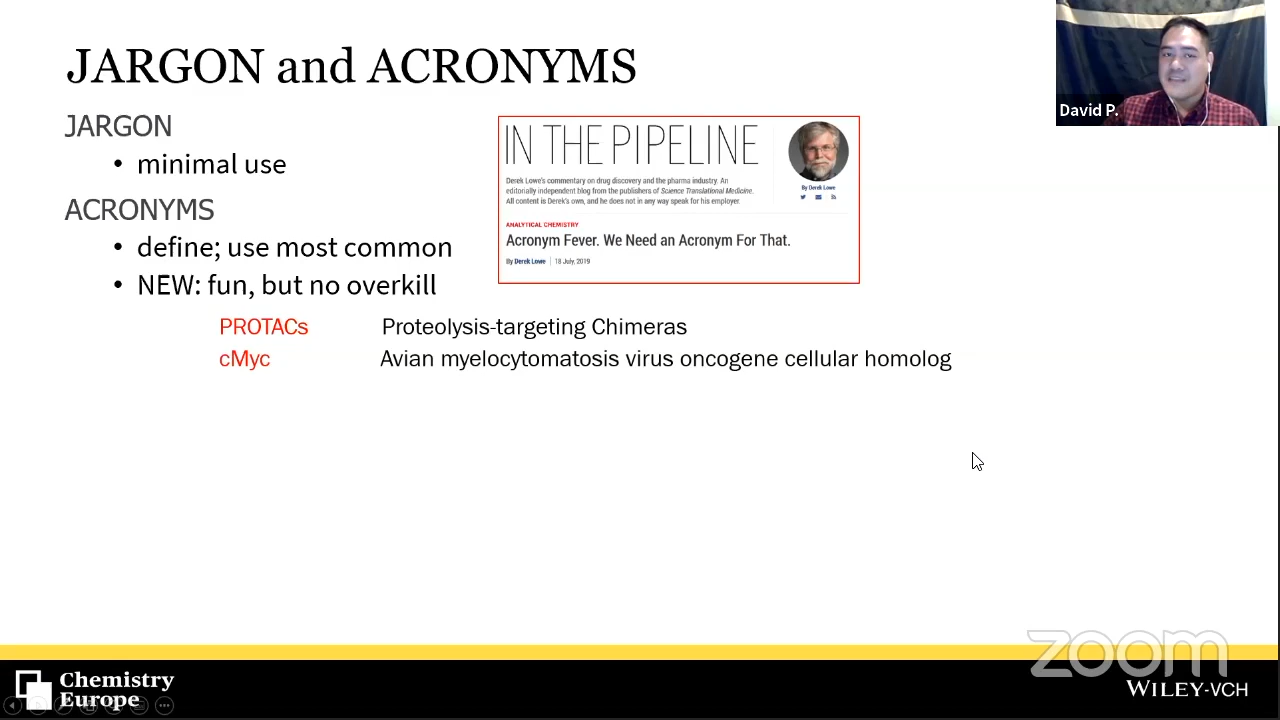 JARGON and ACRONYMS
JARGON
• minimal use
ACRONYMS
• define; use most common
• NEW: fun, but no overkill
PROTACs Proteolysis-targeting Chimeras
cMyc Avian myelocytomatosis virus oncogene cellular homolog
IN THE PIPELINE
Derek Lowe's commentary on drug discovery and the pharma industry. An
editorially independent blog from the publishers of Science Translational Medicine.
All content is Derek's own, and he does not in any way speak for his employer.
By Derek Lowe
ANALYTICAL CHEMISTRY
Acronym Fever. We Need an Acronym For That.
By Derek Lowe | 18 July, 2019
David P.
zoom
Chemistry
Europe
WILEY-VCH